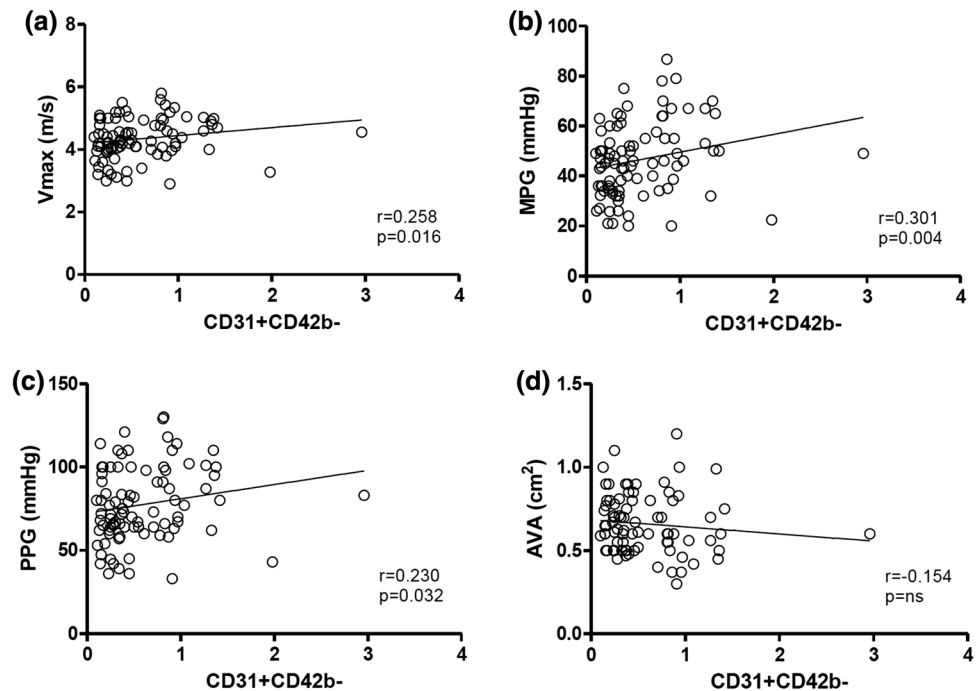 (a)
8
6
4
2
0
Vmax (m/s)
r=0.258
p=0.016
0 1 2 3 4
CD31+CD42b-
(b)
100
80
60
40
20
0
MPG (mmHg)
r=0.301
p=0.004
0 1 2 3 4
CD31+CD42b-
(c)
150
100
50
0
PPG (mmHg)
r=0.230
p=0.032
0 1 2 3 4
CD31+CD42b-
(d)
1.5
1.0
0.5
0.0
AVA (cm²)
r=-0.154
p=ns
0 1 2 3 4
CD31+CD42b-